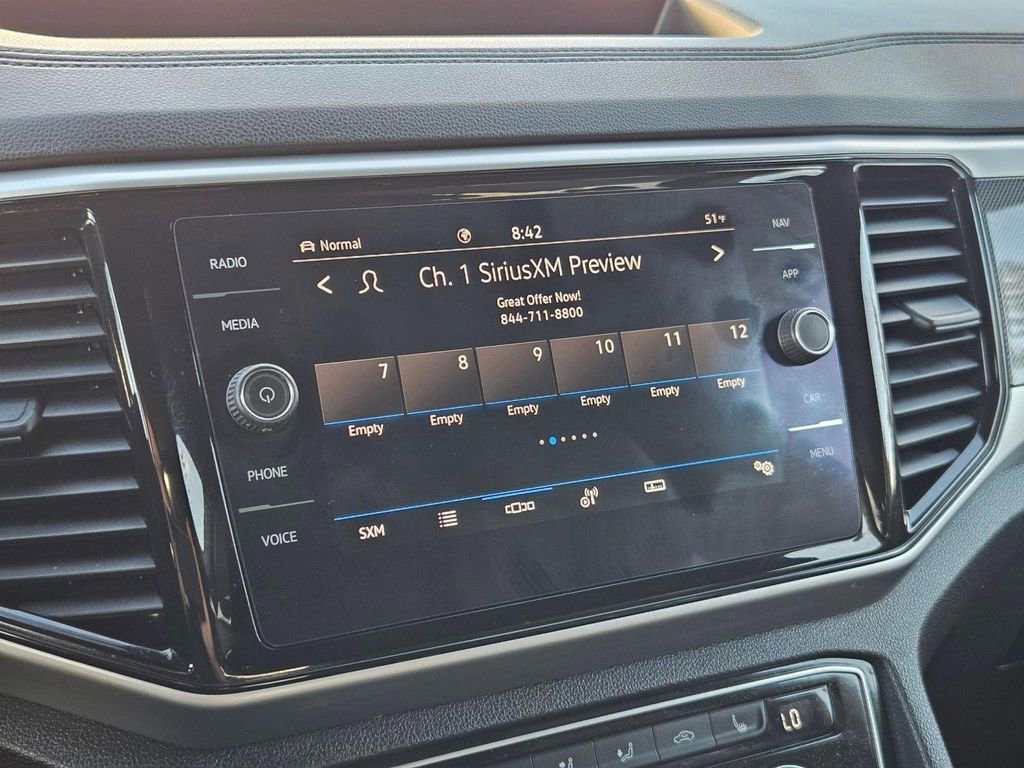 Normal 8:42 51°F
Ch. 1 SiriusXM Preview
Great Offer Now!
844-711-8800
7 8 9 10 11 12
Empty Empty Empty Empty Empty Empty
SXM
RADIO
MEDIA
PHONE
VOICE
NAV
APP
CAR
MENU
LO